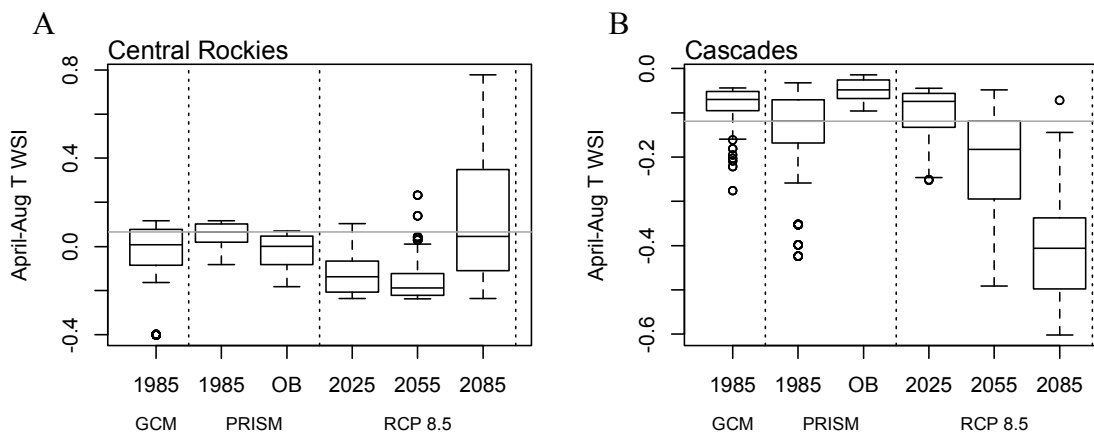 A
Central Rockies
April-Aug T WSI
0.8
0.4
0.0
-0.4
1985 1985 OB 2025 2055 2085
GCM PRISM RCP 8.5
B
Cascades
April-Aug T WSI
0.0
-0.2
-0.4
-0.6
1985 1985 OB 2025 2055 2085
GCM PRISM RCP 8.5